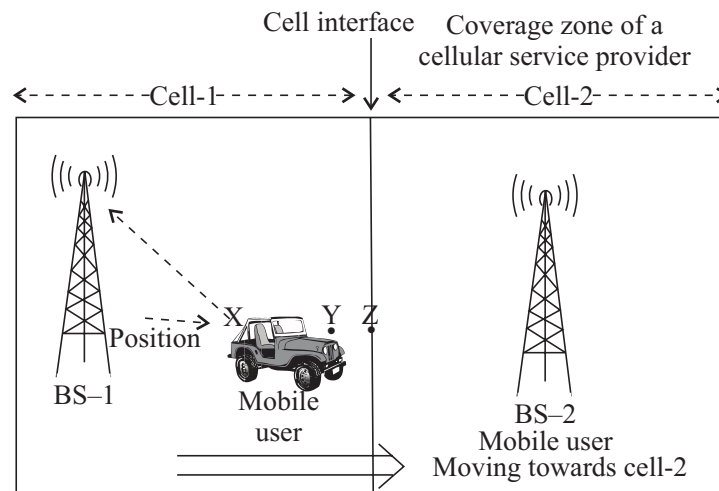 Cell interface
Coverage zone of a
cellular service provider
Cell-1
Cell-2
X
Y
Z
Position
BS–1
Mobile
user
BS–2
Mobile user
Moving towards cell-2